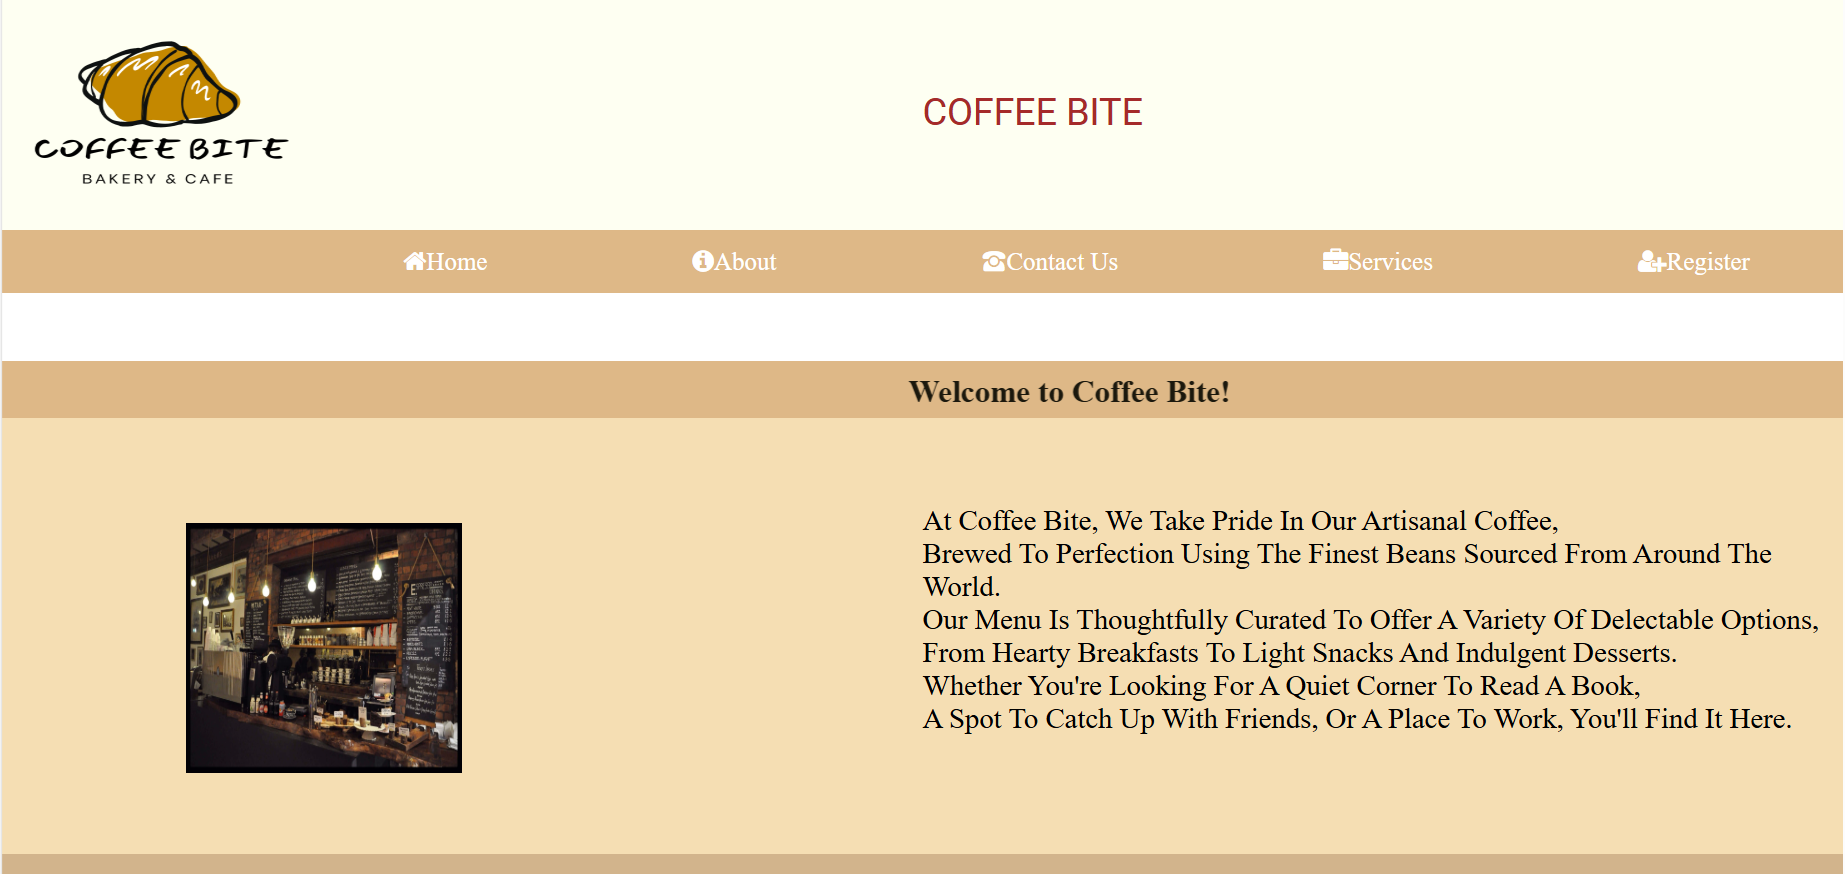 COFFEE BITE
BAKERY & CAFE
COFFEE BITE
Home About Contact Us Services Register
Welcome to Coffee Bite!
At Coffee Bite, We Take Pride In Our Artisanal Coffee,
Brewed To Perfection Using The Finest Beans Sourced From Around The
World.
Our Menu Is Thoughtfully Curated To Offer A Variety Of Delectable Options,
From Hearty Breakfasts To Light Snacks And Indulgent Desserts.
Whether You're Looking For A Quiet Corner To Read A Book,
A Spot To Catch Up With Friends, Or A Place To Work, You'll Find It Here.